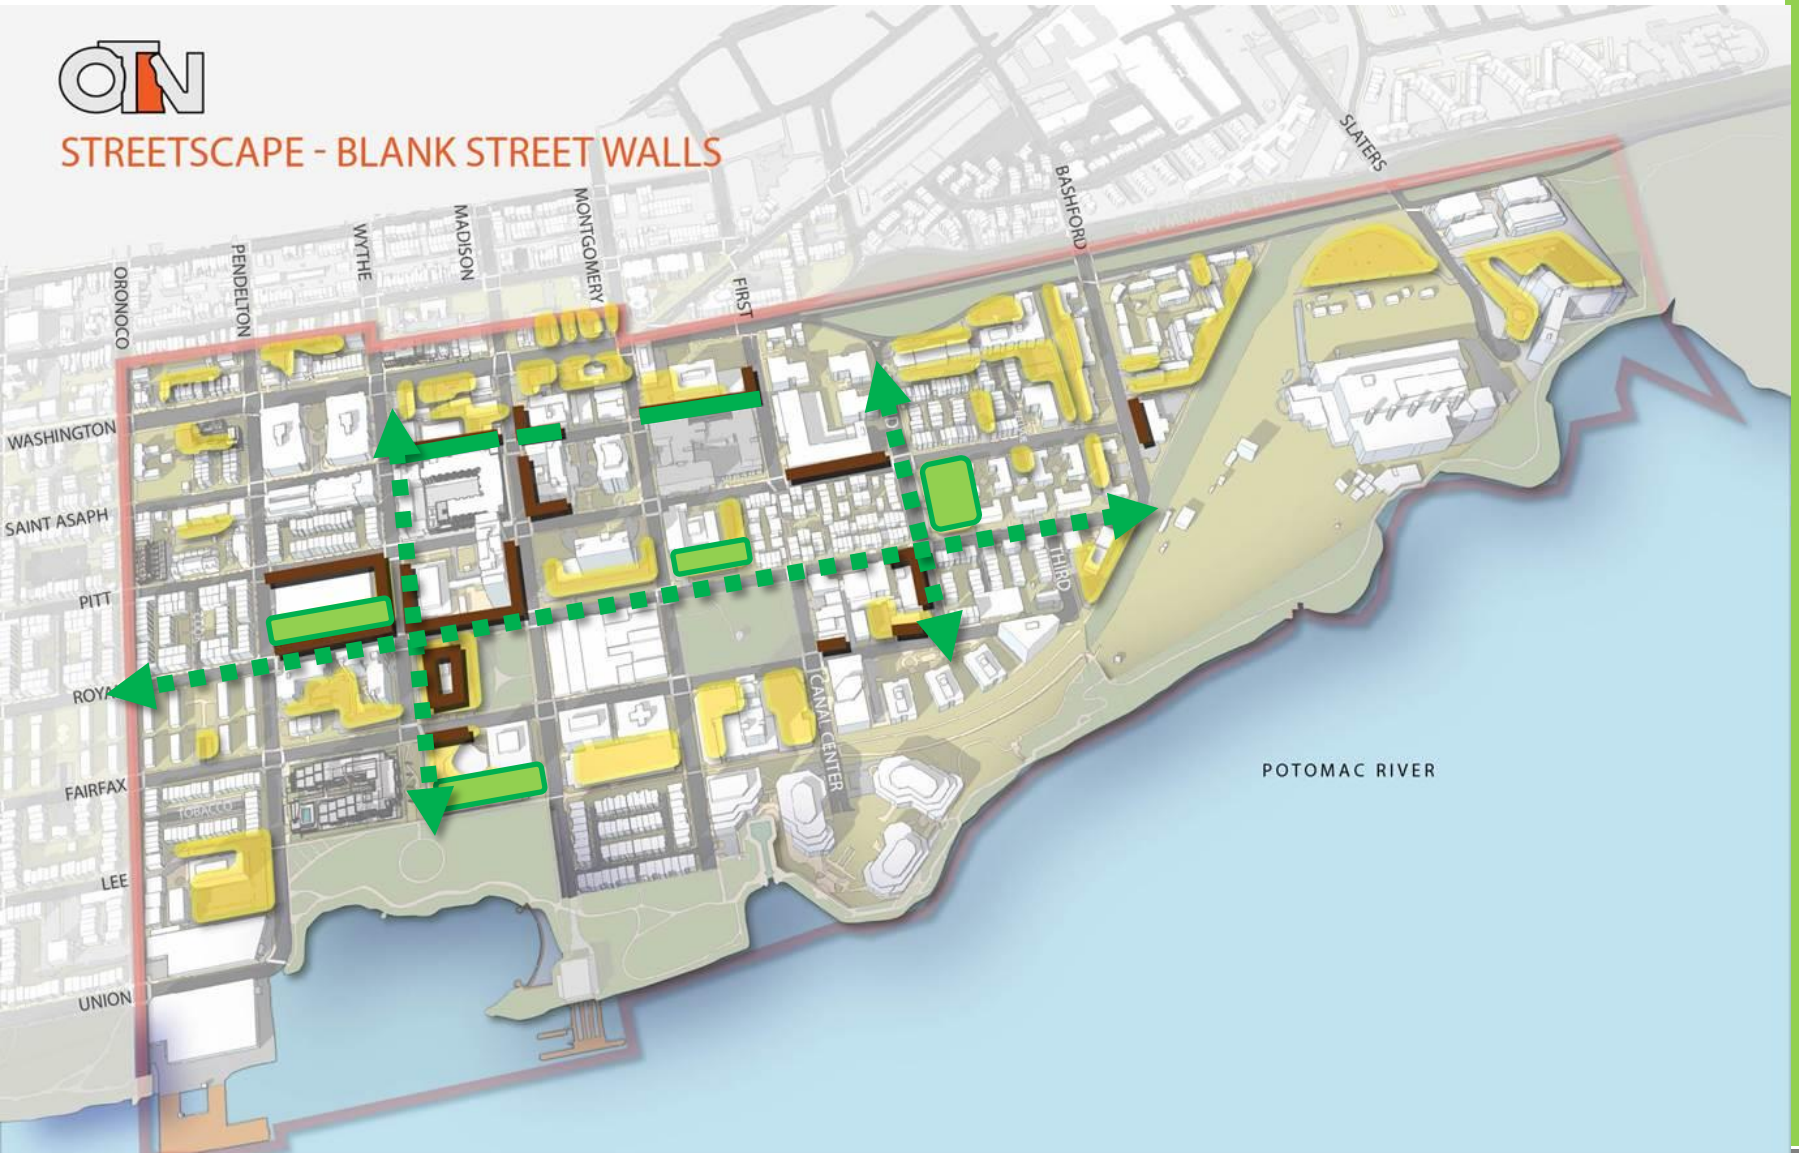 OTN
STREETSCAPE - BLANK STREET WALLS
SLATERS
BASHFORD
MONTGOMERY
MADISON
WYTHE
PENDELTON
ORONOCO
FIRST
WASHINGTON
SAINT ASAPH
PITT
THIRD
ROYA
CANAL CENTER
FAIRFAX
TOBACCO
LEE
UNION
POTOMAC RIVER